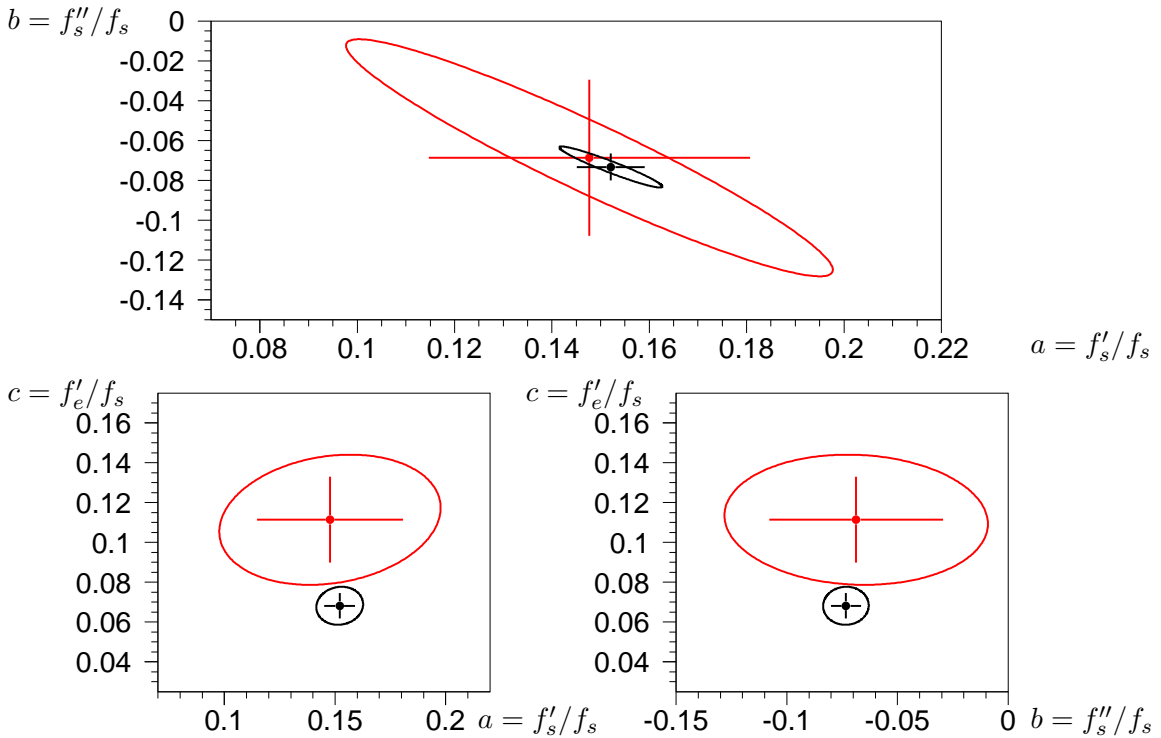 b = f''_s/f_s
0
-0.02
-0.04
-0.06
-0.08
-0.1
-0.12
-0.14
0.08 0.1 0.12 0.14 0.16 0.18 0.2 0.22
a = f'_s/f_s
c = f'_e/f_s
0.16
0.14
0.12
0.1
0.08
0.06
0.04
0.1 0.15 0.2
a = f'_s/f_s
c = f'_e/f_s
0.16
0.14
0.12
0.1
0.08
0.06
0.04
-0.15 -0.1 -0.05 0
b = f''_s/f_s